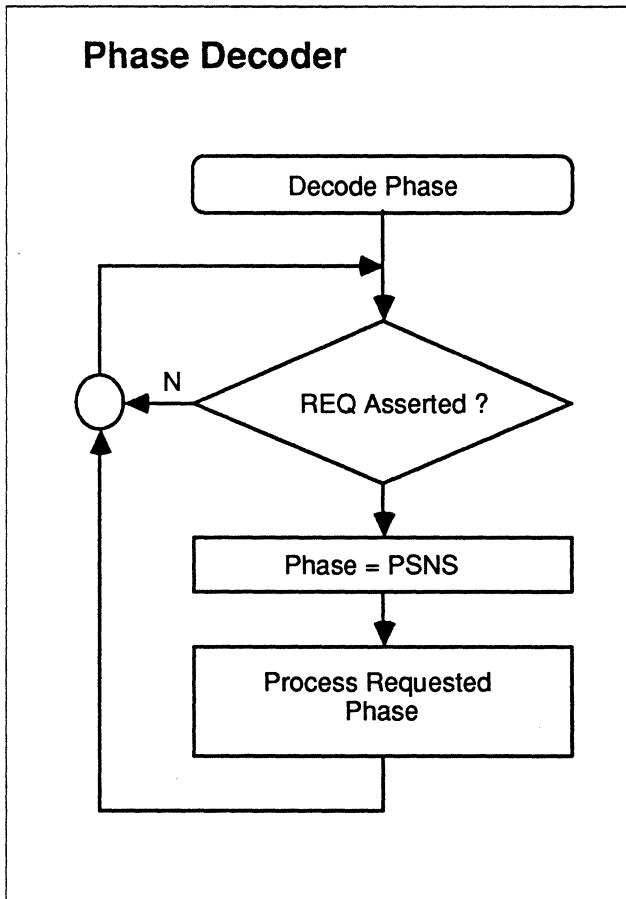 Phase Decoder
Decode Phase
N
REQ Asserted ?
Phase = PSNS
Process Requested
Phase